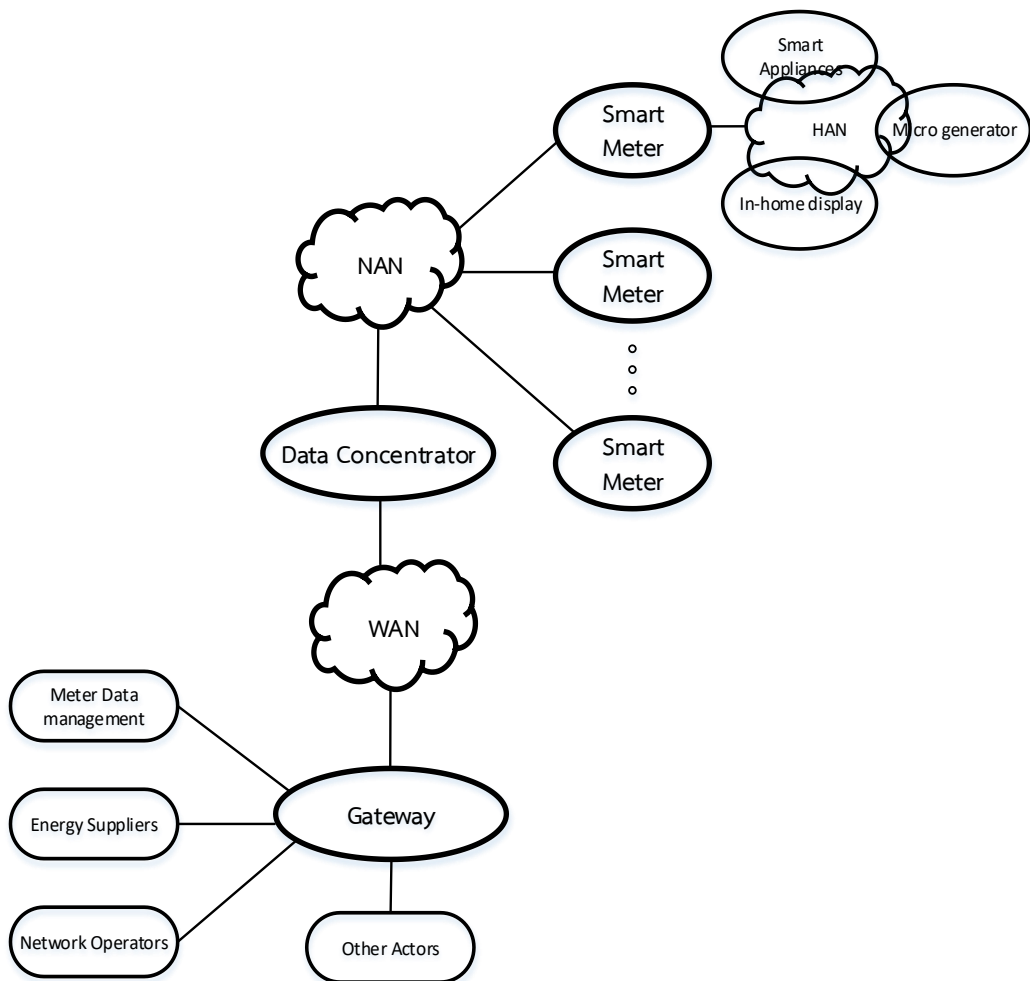 Smart
Appliances
Smart
Meter
HAN
Micro generator
In-home display
NAN
Smart
Meter
Data Concentrator
Smart
Meter
WAN
Meter Data
management
Energy Suppliers
Gateway
Network Operators
Other Actors